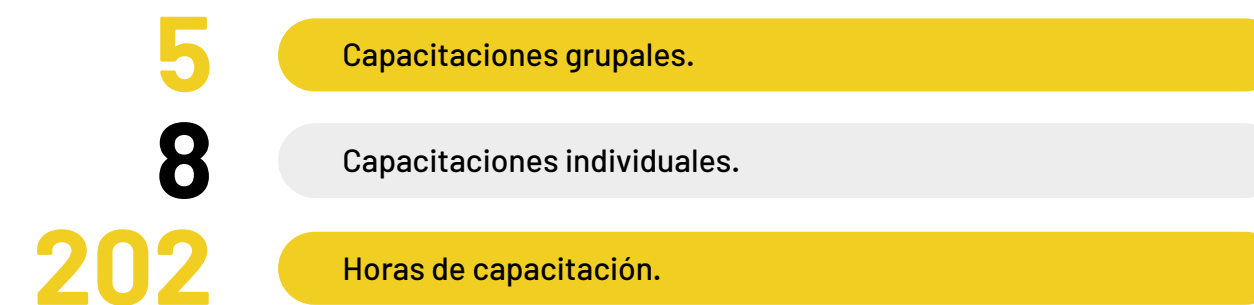 5 Capacitaciones grupales.
8 Capacitaciones individuales.
202 Horas de capacitación.